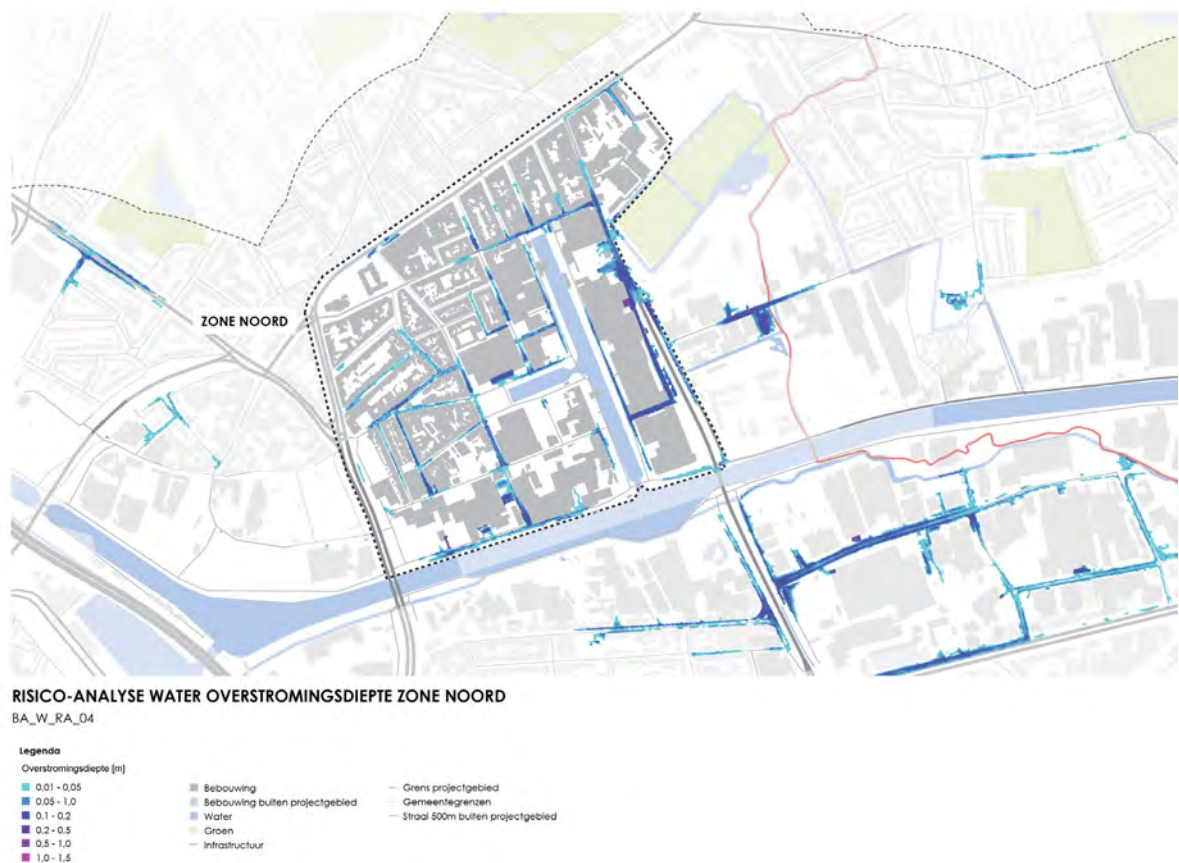 ZONE NOORD
RISICO-ANALYSE WATER OVERSTROMINGSDIEPTE ZONE NOORD
BA_W_RA_04
Legenda
Overstromingsdiepte [m]
0,01 - 0,05
0,05 - 1,0
0,1 - 0,2
0,2 - 0,5
0,5 - 1,0
1,0 - 1,5
Bebouwing
Bebouwing buiten projectgebied
Water
Groen
Infrastructuur
Grens projectgebied
Gemeentegrenzen
Straal 500m buiten projectgebied